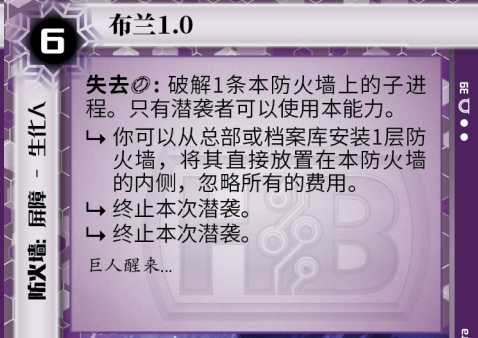 6
布兰1.0
失去: 破解1条本防火墙上的子进
程。只有潜袭者可以使用本能力。
↳ 你可以从总部或档案库安装1层防
火墙，将其直接放置在本防火墙
的内侧，忽略所有的费用。
↳ 终止本次潜袭。
↳ 终止本次潜袭。
巨人醒来...
防火墙: 屏障 - 生化人
39